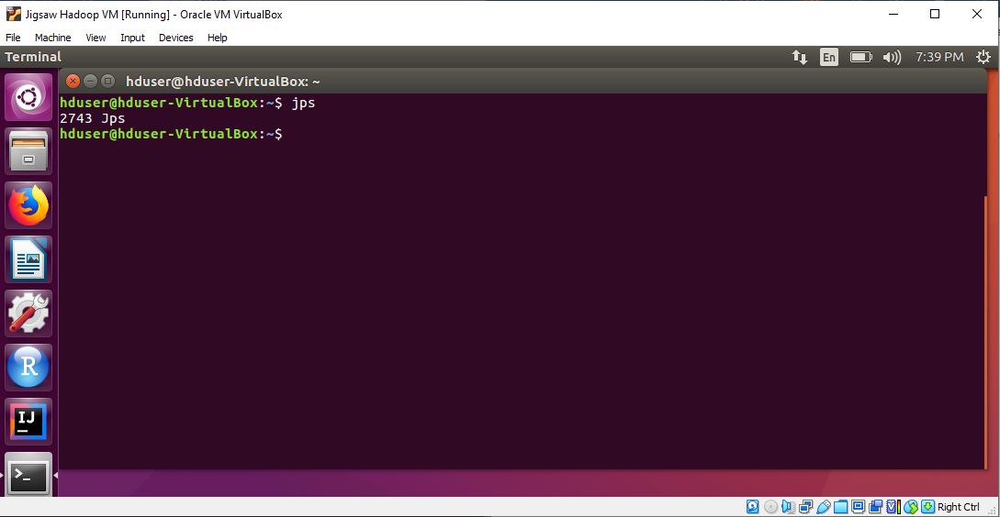 Jigsaw Hadoop VM [Running] - Oracle VM VirtualBox
File Machine View Input Devices Help
Terminal En 7:39 PM
hduser@hduser-VirtualBox: ~
hduser@hduser-VirtualBox:~$ jps
2743 Jps
hduser@hduser-VirtualBox:~$
R
IJ
>_
Right Ctrl